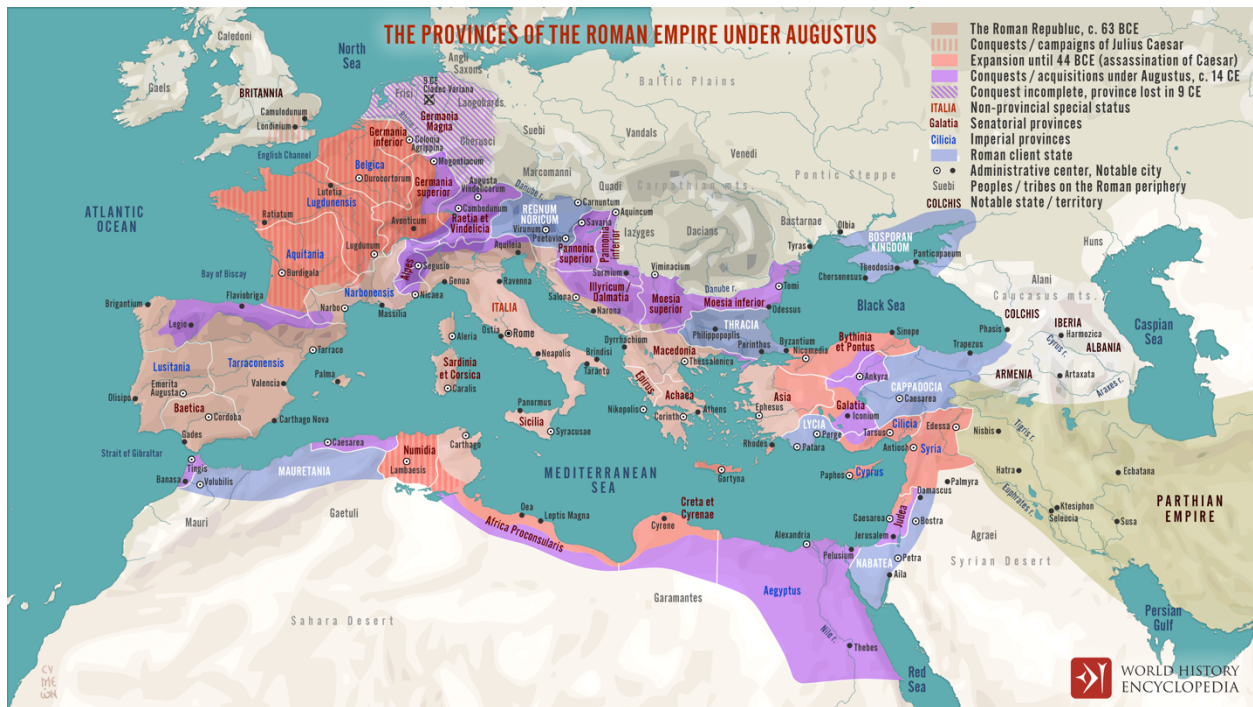 THE PROVINCES OF THE ROMAN EMPIRE UNDER AUGUSTUS
The Roman Republuc, c. 63 BCE
Conquests / campaigns of Julius Caesar
Expansion until 44 BCE (assassination of Caesar)
Conquests / acquisitions under Augustus, c. 14 CE
Conquest incomplete, province lost in 9 CE
ITALIA Non-provincial special status
Galatia Senatorial provinces
Cilicia Imperial provinces
Roman client state
Administrative center, Notable city
Suebi Peoples / tribes on the Roman periphery
COLCHIS Notable state / territory
Caledoni
North
Sea
Angli
Saxons
Gaels
BRITANNIA
Camulodunum
Londinium
English Channel
Frisi
9 CE
Clades Variana
Langobards
Germania
Magna
Cherusci
Rhine r.
Baltic Plains
Suebi
Vandals
Venedi
Marcomanni
Quadi
Carpathian mts.
Pontic Steppe
Germania
inferior
Colonia
Agrippina
Belgica
Durocortorum
Mogontiacum
Germania
superior
Augusta
Vindelicorum
Cambodunum
Raetia et
Vindelicia
Danube r.
REGNUM
NORICUM
Virunum
Poetovio
Carnuntum
Savaria
Aquincum
Iazyges
Dacians
Bastarnae
Tyras
Olbia
BOSPORAN
KINGDOM
Panticapaeum
Theodosia
Chersonesus
Huns
Alani
Caucasus mts.
ATLANTIC
OCEAN
Lutetia
Lugdunensis
Ratiatum
Aventicum
Aquitania
Lugdunum
Burdigala
Bay of Biscay
Alpes
Segusio
Aquileia
Pannonia
superior
Pannonia
inferior
Sirmium
Viminacium
Illyricum
Dalmatia
Salona
Narona
Moesia
superior
Danube r.
Moesia inferior
Tomi
Odessus
Black Sea
COLCHIS
Phasis
IBERIA
Harmozica
Cyrus r.
ALBANIA
Caspian
Sea
ARMENIA
Artaxata
Araxes r.
Brigantium
Flaviobriga
Legio
Narbonensis
Narbo
Massilia
Nicaea
Genua
Ravenna
ITALIA
Ostia
Rome
Neapolis
Brindisi
Taranto
Dyrrhachium
THRACIA
Philippopolis
Perinthos
Byzantium
Nicomedia
Bithynia
et Pontus
Sinope
Trapezus
Macedonia
Thessalonica
Epirus
Achaea
Nikopolis
Corinth
Athens
Lusitania
Tarraconensis
Tarraco
Emerita
Augusta
Valencia
Palma
Olisipo
Baetica
Cordoba
Carthago Nova
Gades
Strait of Gibraltar
Aleria
Sardinia
et Corsica
Caralis
Panormus
Sicilia
Syracusae
Ankyra
Galatia
Iconium
CAPPADOCIA
Caesarea
Asia
Ephesus
LYCIA
Perge
Patara
Rhodes
Cilicia
Tarsus
Edessa
Antioch
Syria
Nisbis
Tigris r.
Tingis
Banasa
Volubilis
Caesarea
MAURETANIA
Numidia
Lambaesis
Carthago
Mauri
Gaetuli
MEDITERRANEAN
SEA
Gortyna
Paphos
Cyprus
Hatra
Euphrates r.
Ecbatana
Palmyra
Damascus
Ktesiphon
Seleucia
Susa
PARTHIAN
EMPIRE
Oea
Leptis Magna
Africa Proconsularis
Creta et
Cyrenae
Cyrene
Alexandria
Pelusium
Caesarea
Judea
Jerusalem
Bostra
Agraei
Syrian Desert
NABATEA
Petra
Aila
Aegyptus
Nile r.
Thebes
Garamantes
Sahara Desert
Red
Sea
Persian
Gulf
WORLD HISTORY
ENCYCLOPEDIA